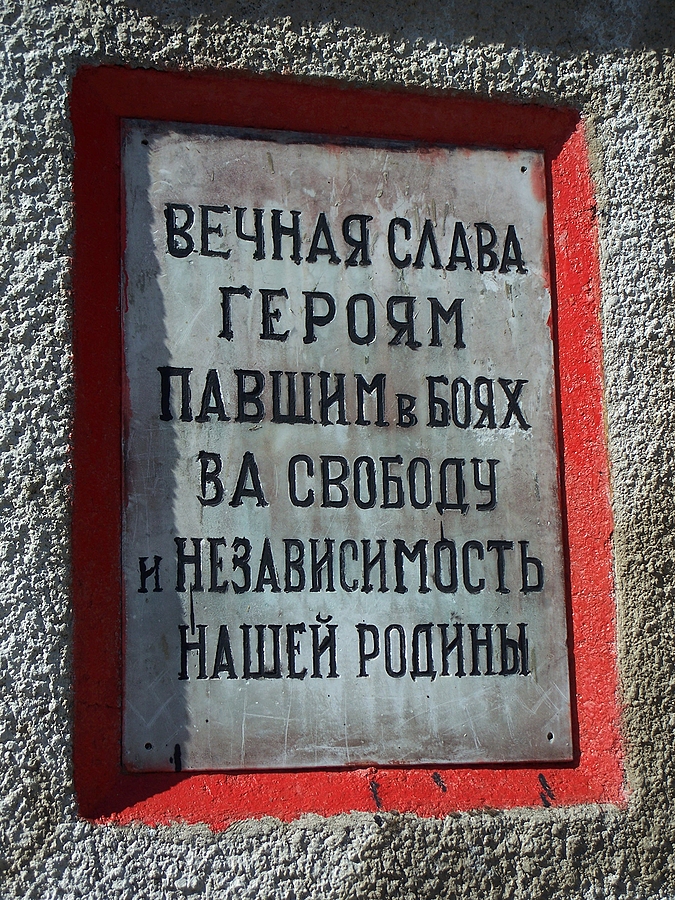 ВЕЧНАЯ СЛАВА
ГЕРОЯМ
ПАВШИМ в БОЯХ
ВА СВОБОДУ
и НЕЗАВИСИМОСТЬ
НАШЕЙ РОДИНЫ